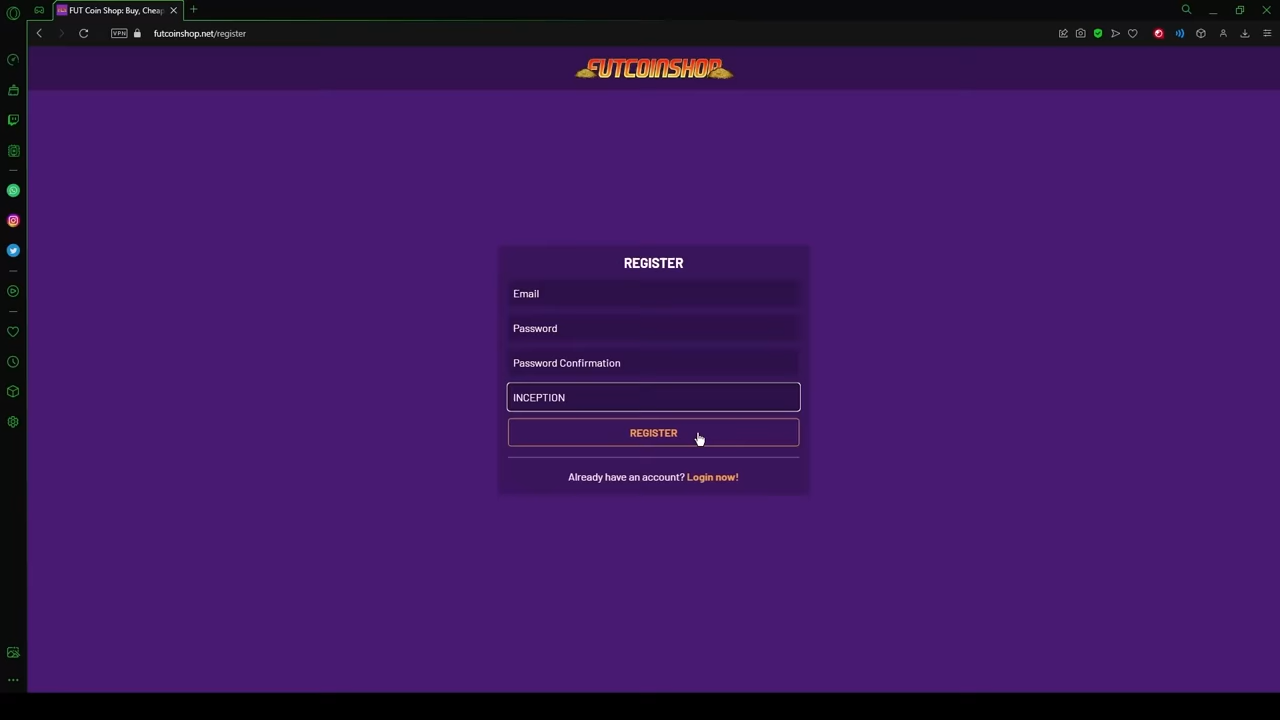 FUT Coin Shop: Buy, Cheap
VPN
futcoinshop.net/register
FUTCOINSHOP
REGISTER
Email
Password
Password Confirmation
INCEPTION
REGISTER
Already have an account? Login now!